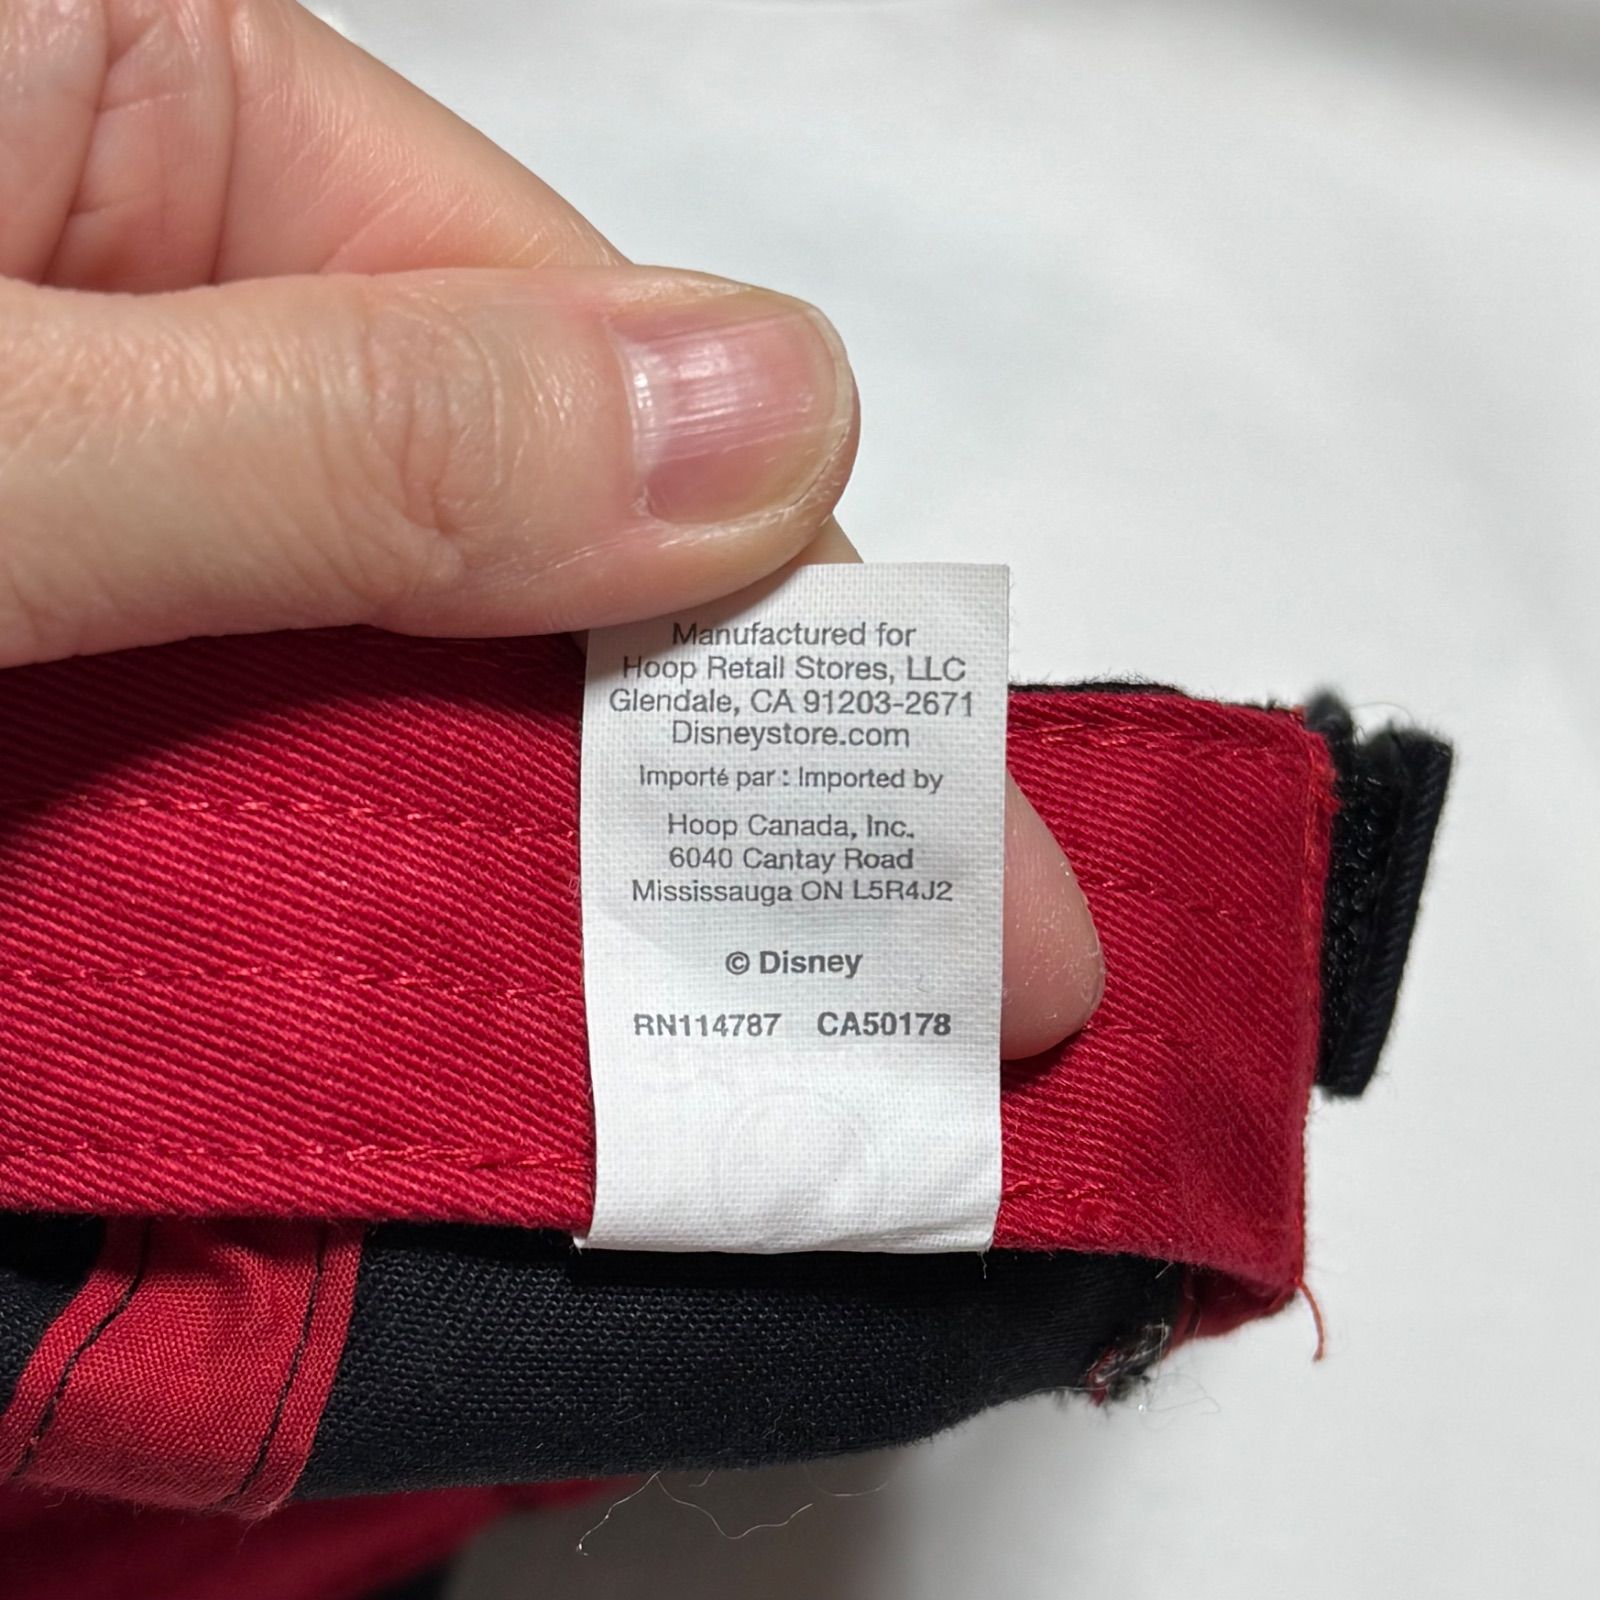 Manufactured for
Hoop Retail Stores, LLC
Glendale, CA 91203-2671
Disneystore.com
Importé par : Imported by
Hoop Canada, Inc.
6040 Cantay Road
Mississauga ON L5R4J2
© Disney
RN114787 CA50178